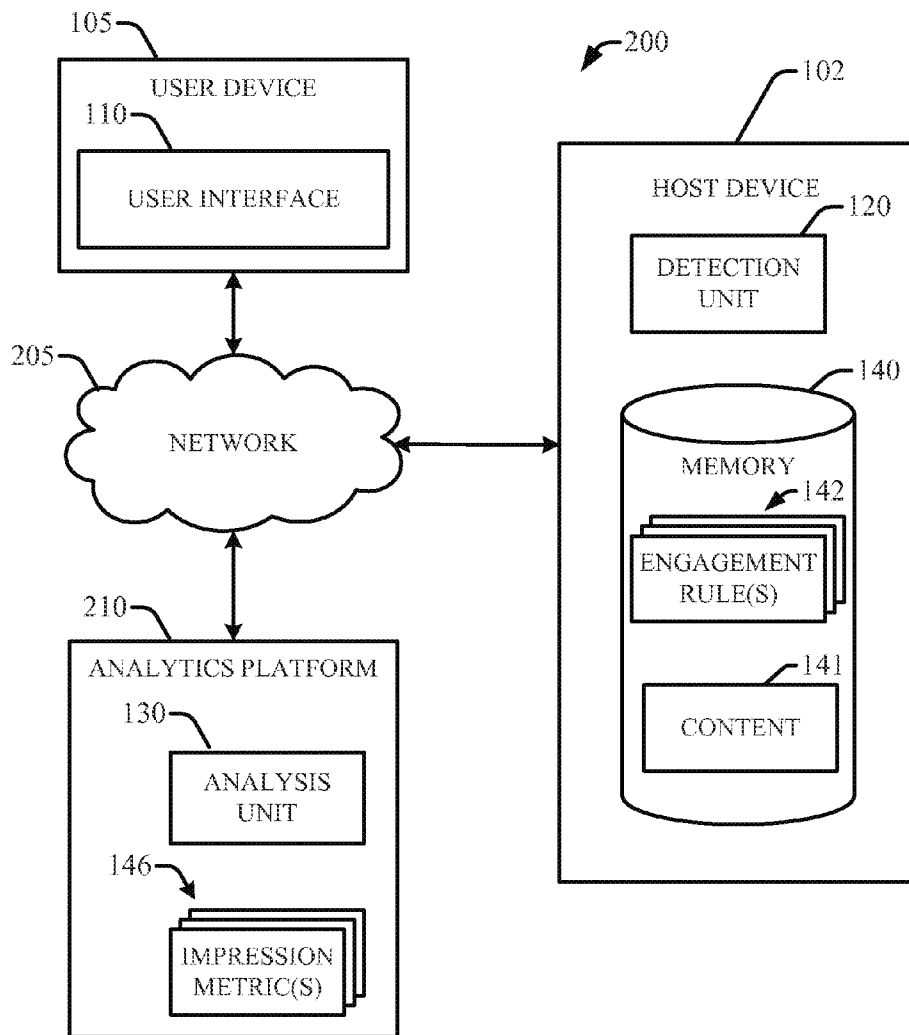 105
USER DEVICE
110
USER INTERFACE
200
102
HOST DEVICE
120
DETECTION
UNIT
205
NETWORK
140
MEMORY
142
ENGAGEMENT
RULE(S)
141
CONTENT
210
ANALYTICS PLATFORM
130
ANALYSIS
UNIT
146
IMPRESSION
METRIC(S)